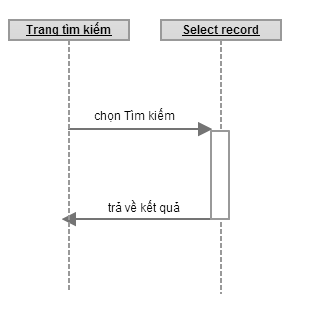 Trang tìm kiếm
Select record
chọn Tìm kiếm
trả về kết quả